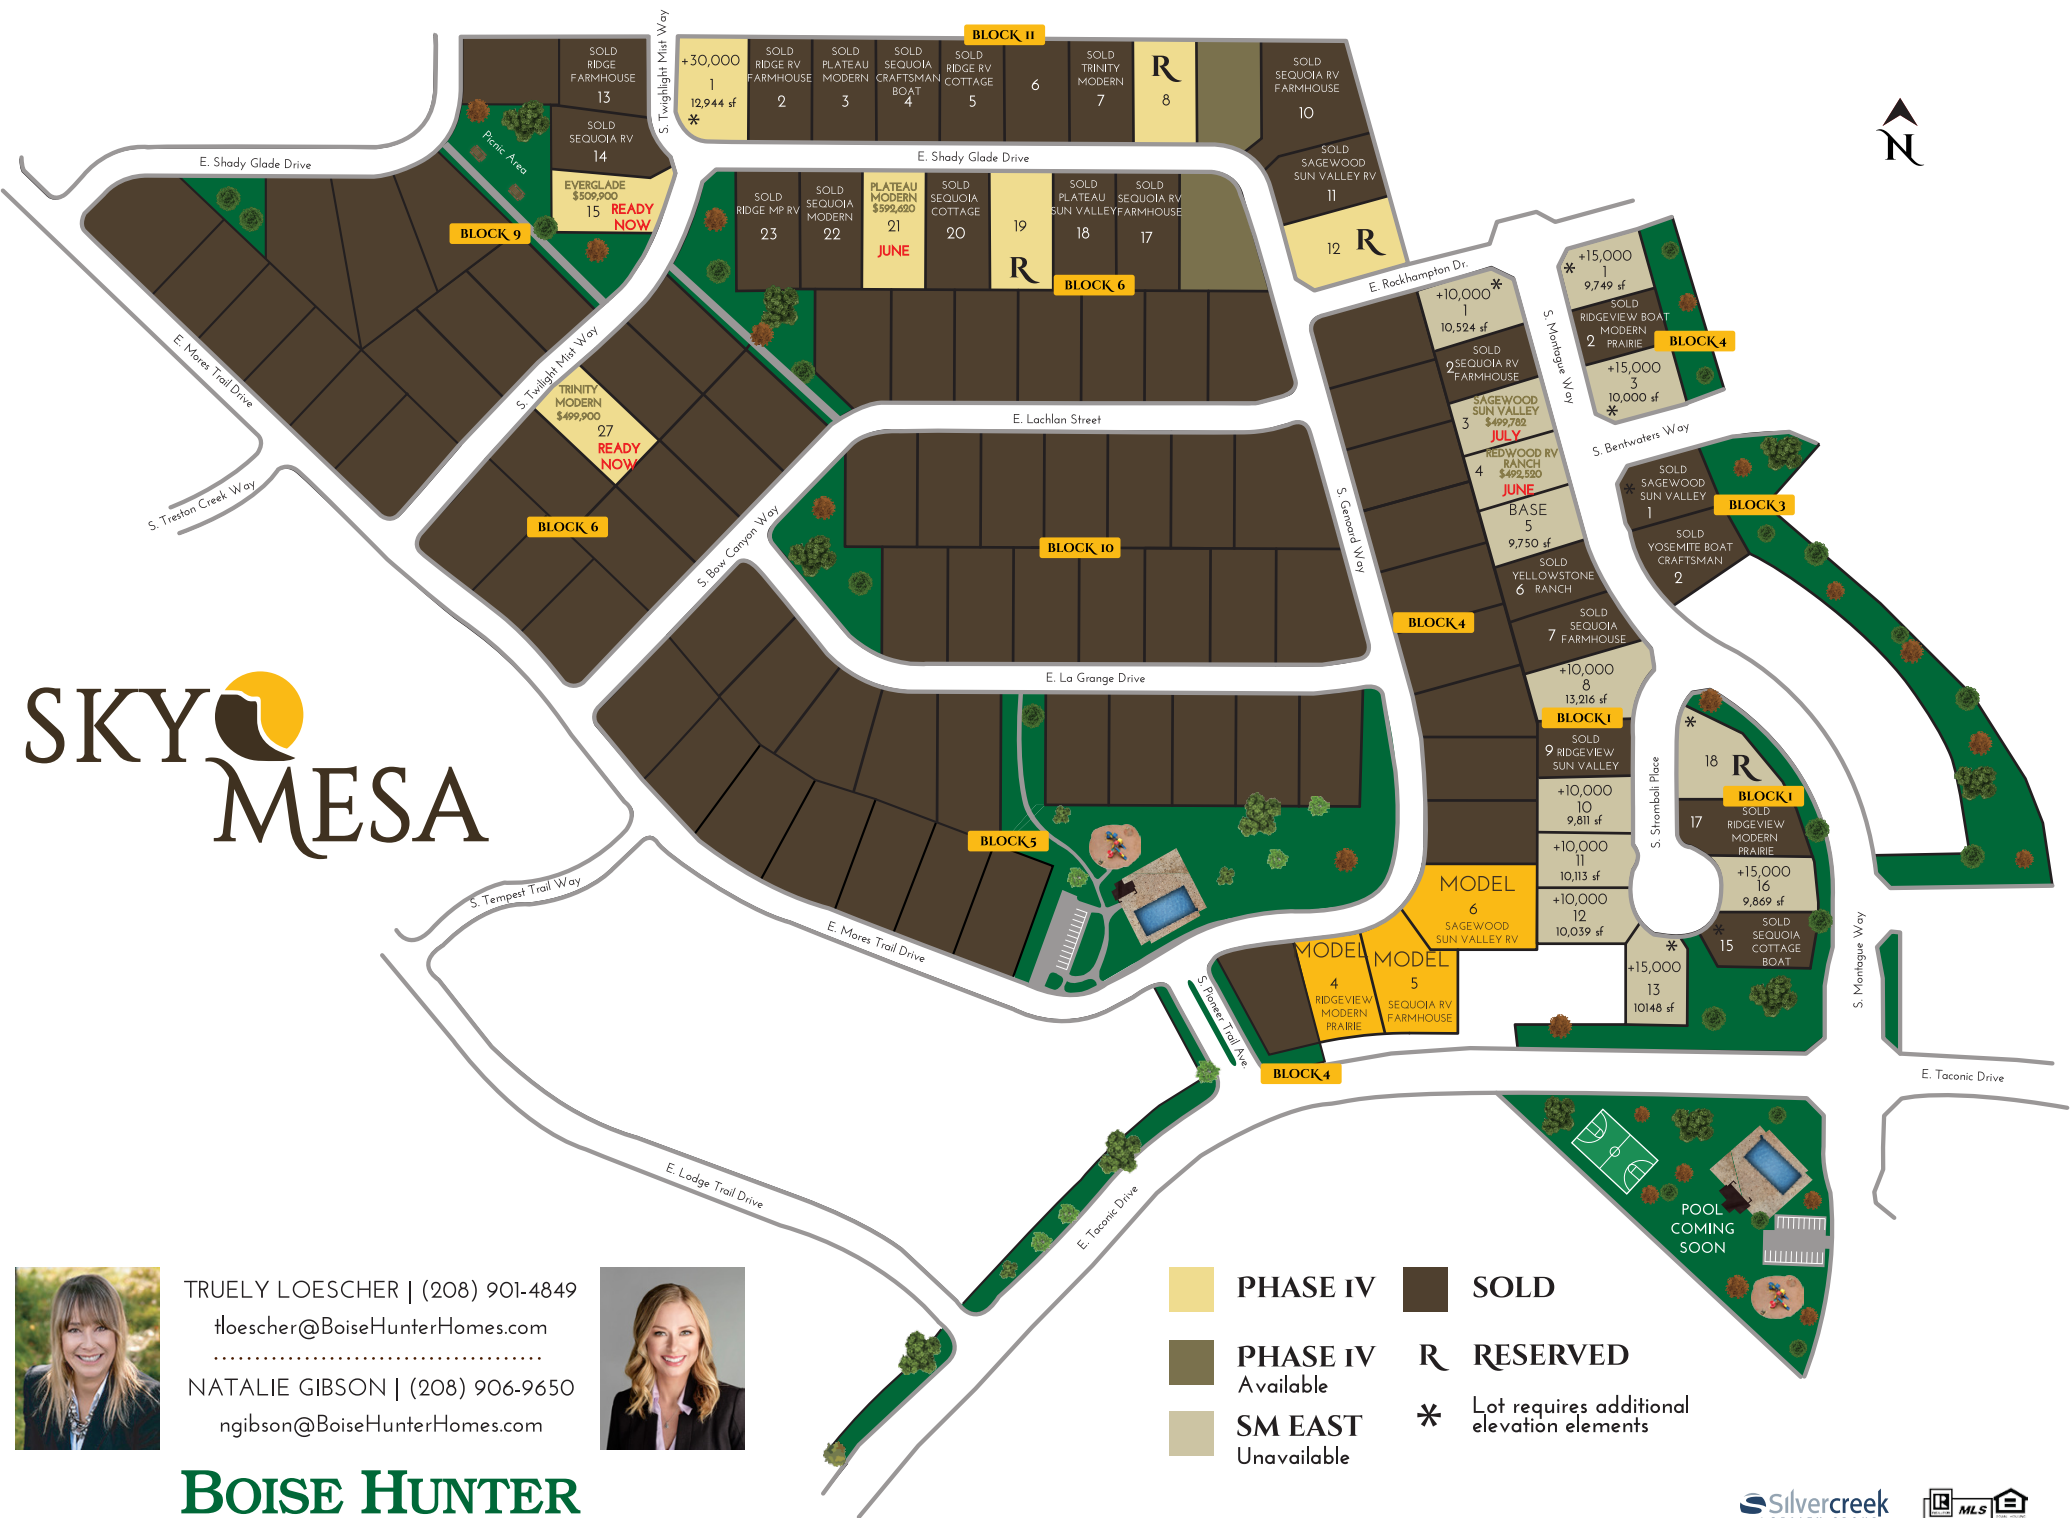 BLOCK 11
SOLD
RIDGE
FARMHOUSE
13
S. Twighlight Mist Way
+30,000
1
12,944 sf
*
SOLD
RIDGE RV
FARMHOUSE
2
SOLD
PLATEAU
MODERN
3
SOLD
SEQUOIA
CRAFTSMAN
BOAT
4
SOLD
RIDGE RV
COTTAGE
5
6
SOLD
TRINITY
MODERN
7
R
8
SOLD
SEQUOIA RV
FARMHOUSE
10
SOLD
SAGEWOOD
SUN VALLEY RV
11
12 R
SOLD
SEQUOIA RV
14
Picnic Area
EVERGLADE
$509,900
15 READY
NOW
BLOCK 9
E. Shady Glade Drive
E. Shady Glade Drive
SOLD
RIDGE MP RV
23
SOLD
SEQUOIA
MODERN
22
PLATEAU
MODERN
$592,620
21
JUNE
SOLD
SEQUOIA
COTTAGE
20
19
R
SOLD
PLATEAU
SUN VALLEY
18
SOLD
SEQUOIA RV
FARMHOUSE
17
BLOCK 6
N
E. Rockhampton Dr.
+10,000 *
1
10,524 sf
SOLD
2 SEQUOIA RV
FARMHOUSE
SAGEWOOD
SUN VALLEY
$499,782
3
JULY
REDWOOD RV
RANCH
4
$492,520
JUNE
BASE
5
9,750 sf
SOLD
YELLOWSTONE
6 RANCH
SOLD
SEQUOIA
7 FARMHOUSE
+10,000
8
13,216 sf
BLOCK 1
SOLD
9 RIDGEVIEW
SUN VALLEY
+10,000
10
9,811 sf
+10,000
11
10,113 sf
+10,000
12
10,039 sf
*
+15,000
13
10148 sf
S. Montague Way
+15,000
* 1
9,749 sf
SOLD
RIDGEVIEW BOAT
MODERN
2 PRAIRIE
BLOCK 4
+15,000
3
10,000 sf
*
S. Bentwaters Way
SOLD
SAGEWOOD
* SUN VALLEY
1
BLOCK 3
SOLD
YOSEMITE BOAT
CRAFTSMAN
2
E. Mores Trail Drive
S. Twilight Mist Way
TRINITY
MODERN
$499,900
27
READY
NOW
E. Lachlan Street
S. Treston Creek Way
BLOCK 6
S. Bow Canyon Way
BLOCK 10
S. Genoard Way
BLOCK 4
E. La Grange Drive
SKY
MESA
*
18 R
BLOCK 1
S. Stromboli Place
17
SOLD
RIDGEVIEW
MODERN
PRAIRIE
+15,000
16
9,869 sf
*
15
SOLD
SEQUOIA
COTTAGE
BOAT
S. Montague Way
BLOCK 5
S. Tempest Trail Way
E. Mores Trail Drive
MODEL
6
SAGEWOOD
SUN VALLEY RV
MODEL
4
RIDGEVIEW
MODERN
PRAIRIE
MODEL
5
SEQUOIA RV
FARMHOUSE
S. Pioneer Trail Ave.
BLOCK 4
E. Taconic Drive
E. Lodge Trail Drive
E. Taconic Drive
POOL
COMING
SOON
TRUELY LOESCHER | (208) 901-4849
tloescher@BoiseHunterHomes.com
NATALIE GIBSON | (208) 906-9650
ngibson@BoiseHunterHomes.com
BOISE HUNTER
PHASE IV
SOLD
PHASE IV
Available
R RESERVED
SM EAST
Unavailable
* Lot requires additional
elevation elements
Silvercreek
R MLS